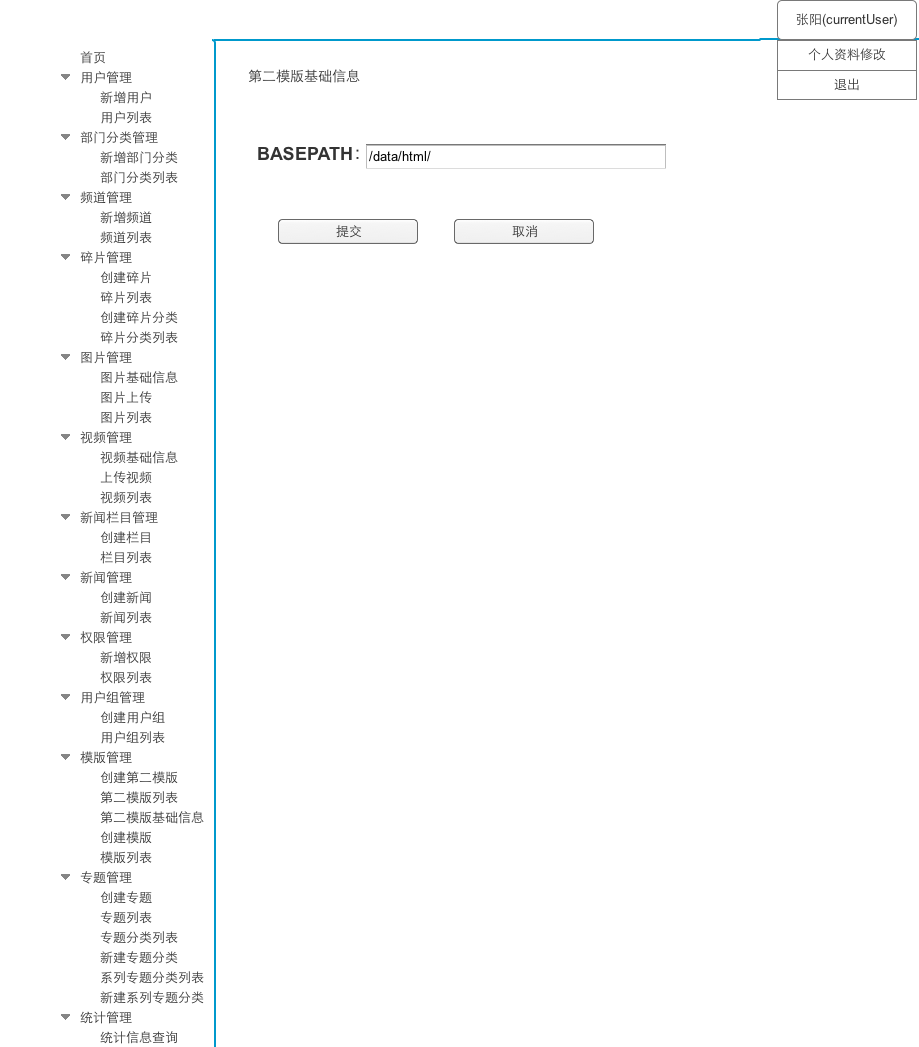 张阳(currentUser)
个人资料修改
退出
首页
用户管理
新增用户
用户列表
部门分类管理
新增部门分类
部门分类列表
频道管理
新增频道
频道列表
碎片管理
创建碎片
碎片列表
创建碎片分类
碎片分类列表
图片管理
图片基础信息
图片上传
图片列表
视频管理
视频基础信息
上传视频
视频列表
新闻栏目管理
创建栏目
栏目列表
新闻管理
创建新闻
新闻列表
权限管理
新增权限
权限列表
用户组管理
创建用户组
用户组列表
模版管理
创建第二模版
第二模版列表
第二模版基础信息
创建模版
模版列表
专题管理
创建专题
专题列表
专题分类列表
新建专题分类
系列专题分类列表
新建系列专题分类
统计管理
统计信息查询
第二模版基础信息
BASEPATH： /data/html/
提交 取消